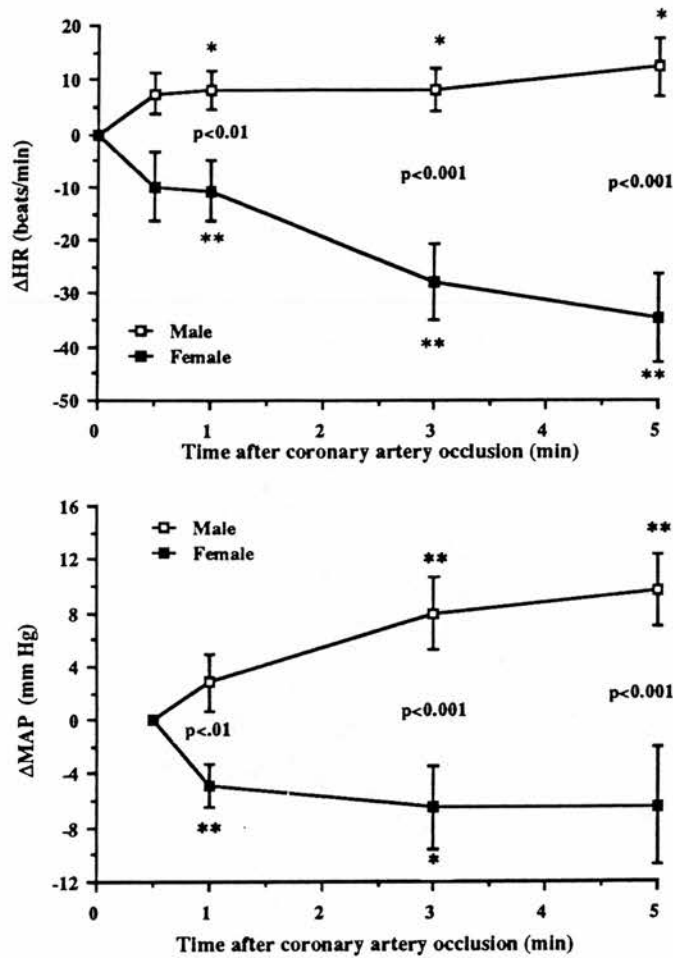 20
10
0
-10
-20
-30
-40
-50
ΔHR (beats/min)
* * *
p<0.01
p<0.001
p<0.001
**
**
**
Male
Female
0 1 2 3 4 5
Time after coronary artery occlusion (min)
16
12
8
4
0
-4
-8
-12
ΔMAP (mm Hg)
Male
Female
** **
p<.01
p<0.001
p<0.001
**
*
0 1 2 3 4 5
Time after coronary artery occlusion (min)